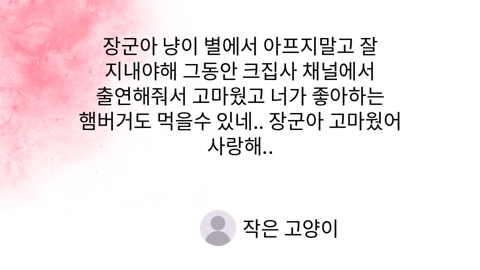 장군아 냥이 별에서 아프지말고 잘
지내야해 그동안 크집사 채널에서
출연해줘서 고마웠고 너가 좋아하는
햄버거도 먹을수 있네.. 장군아 고마웠어
사랑해..
작은 고양이